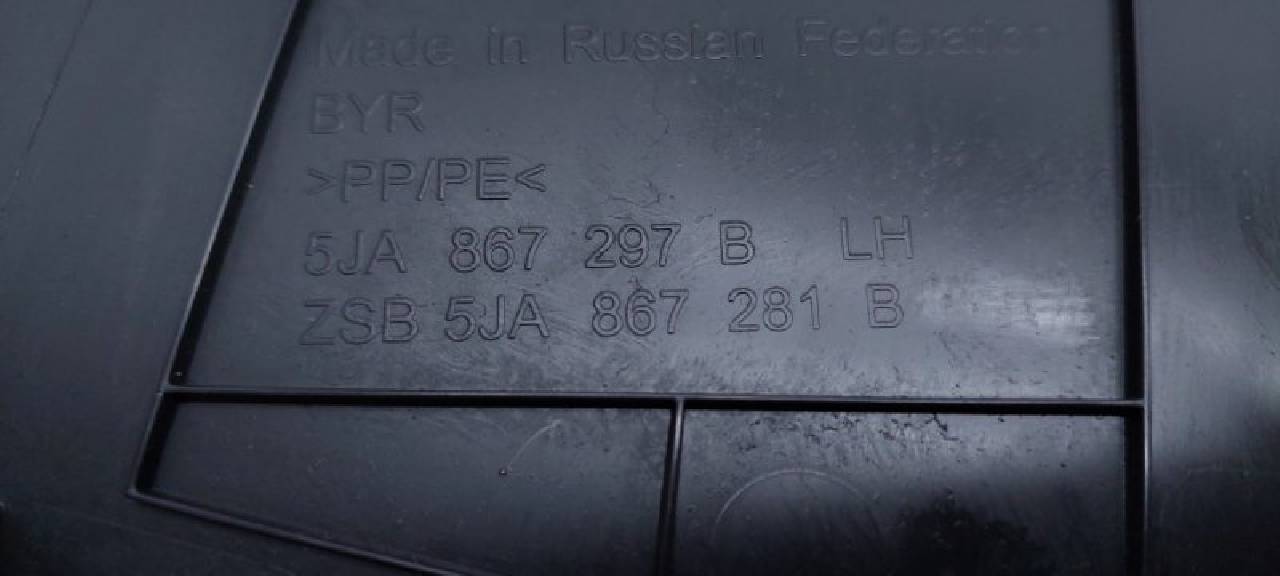 Made in Russian Federation
BYR
>PP/PE<
5JA 867 297 B LH
ZSB 5JA 867 281 B